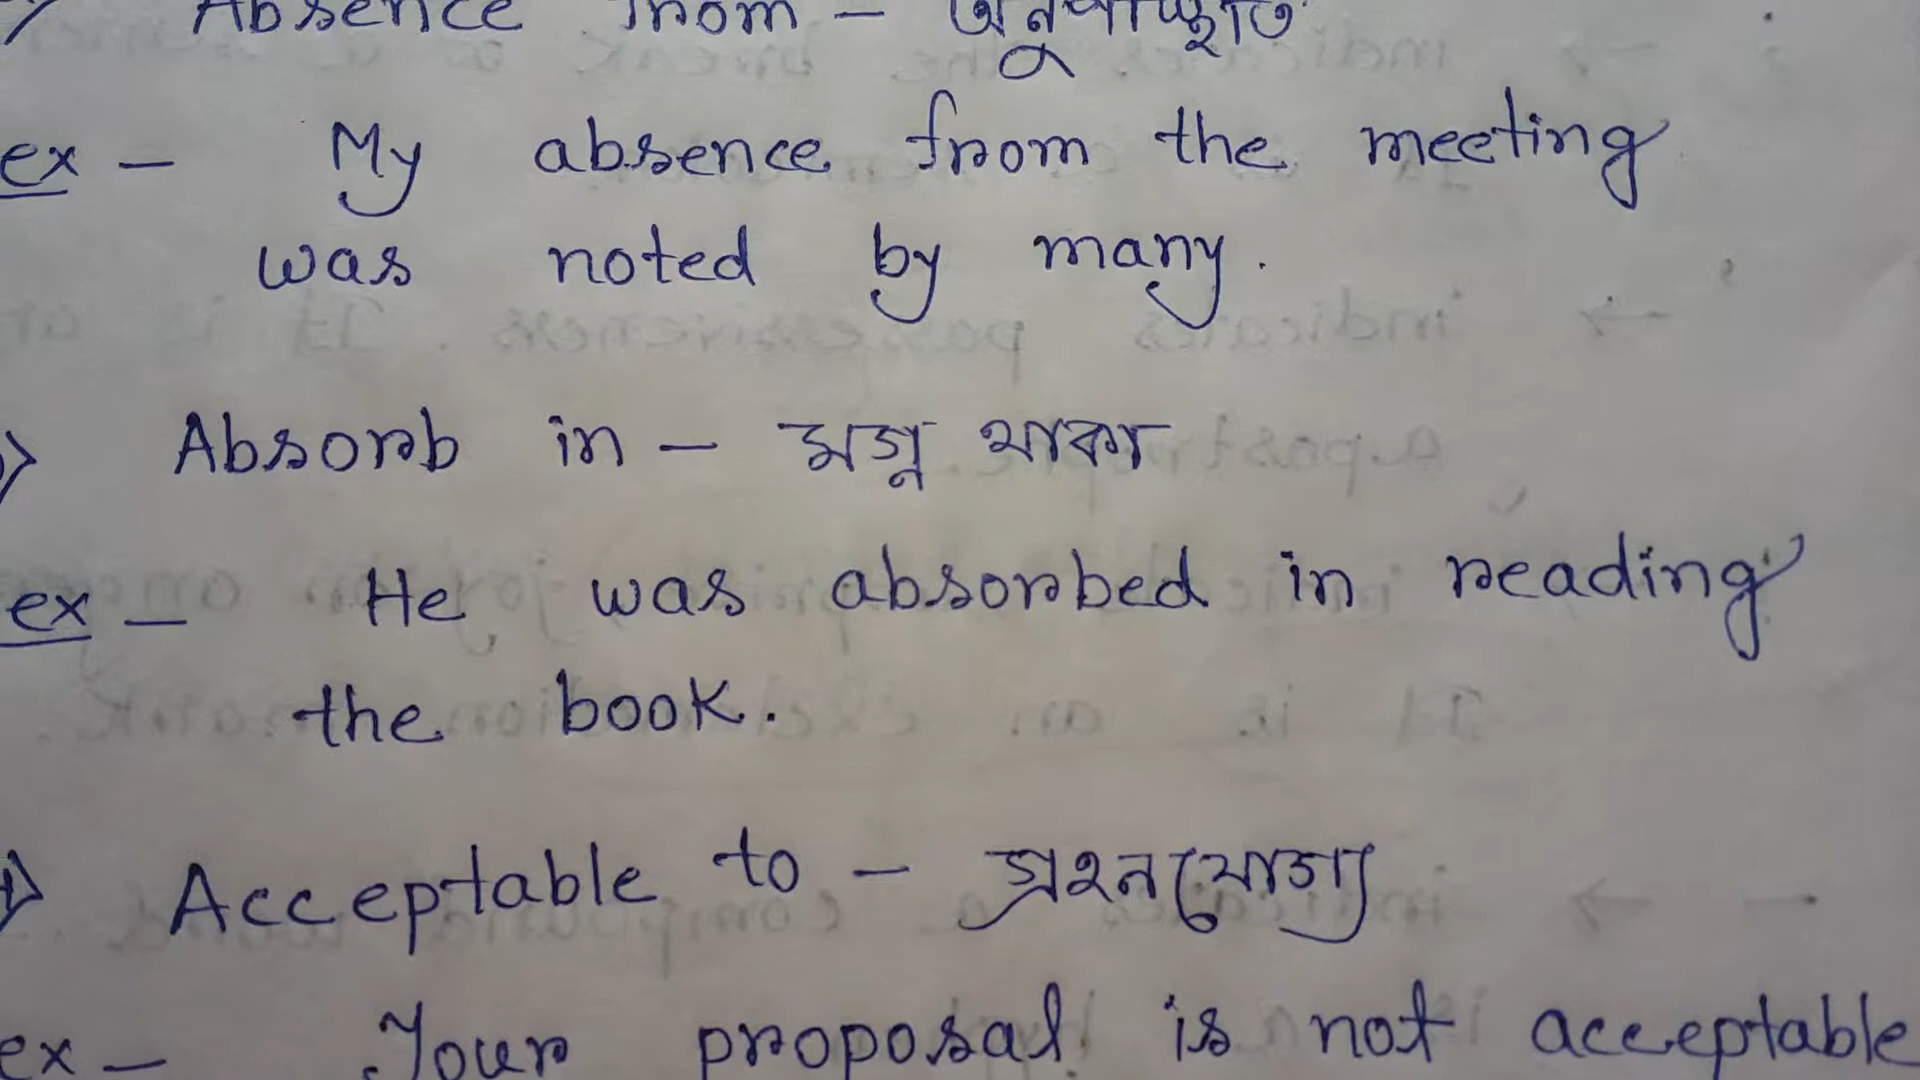 Absence from - অনুপস্থিতি
ex - My absence from the meeting
was noted by many.
Absorb in - মগ্ন থাকা
ex - He was absorbed in reading
the book.
Acceptable to - গ্রহনযোগ্য
ex - Your proposal is not acceptable